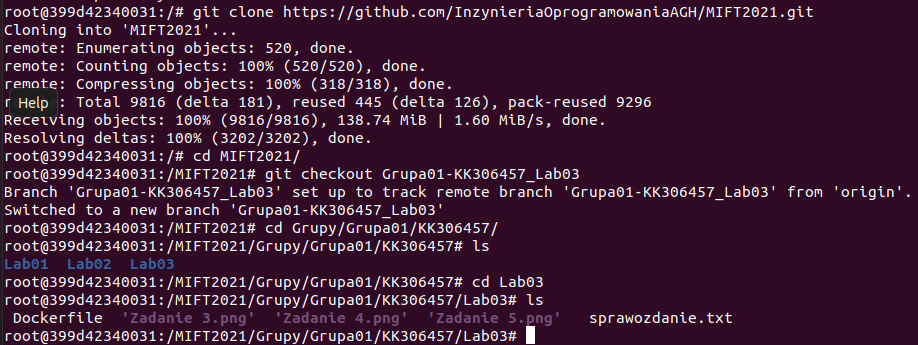 root@399d42340031:/# git clone https://github.com/InzynieriaOprogramowaniaAGH/MIFT2021.git
Cloning into 'MIFT2021'...
remote: Enumerating objects: 520, done.
remote: Counting objects: 100% (520/520), done.
remote: Compressing objects: 100% (318/318), done.
Help
: Total 9816 (delta 181), reused 445 (delta 126), pack-reused 9296
Receiving objects: 100% (9816/9816), 138.74 MiB | 1.60 MiB/s, done.
Resolving deltas: 100% (3202/3202), done.
root@399d42340031:/# cd MIFT2021/
root@399d42340031:/MIFT2021# git checkout Grupa01-KK306457_Lab03
Branch 'Grupa01-KK306457_Lab03' set up to track remote branch 'Grupa01-KK306457_Lab03' from 'origin'.
Switched to a new branch 'Grupa01-KK306457_Lab03'
root@399d42340031:/MIFT2021# cd Grupy/Grupa01/KK306457/
root@399d42340031:/MIFT2021/Grupy/Grupa01/KK306457# ls
Lab01  Lab02  Lab03
root@399d42340031:/MIFT2021/Grupy/Grupa01/KK306457# cd Lab03
root@399d42340031:/MIFT2021/Grupy/Grupa01/KK306457/Lab03# ls
Dockerfile  'Zadanie 3.png'  'Zadanie 4.png'  'Zadanie 5.png'  sprawozdanie.txt
root@399d42340031:/MIFT2021/Grupy/Grupa01/KK306457/Lab03#